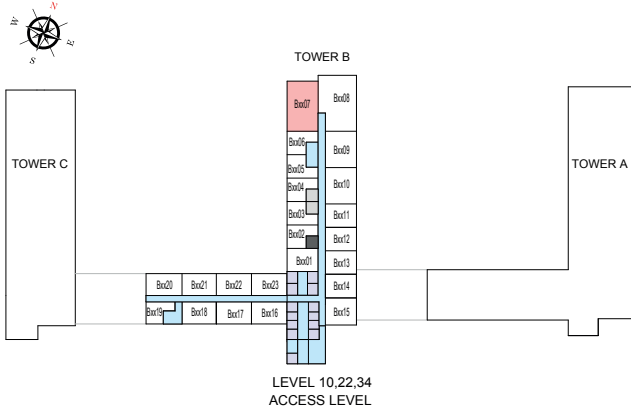 N
W
E
S
TOWER B
TOWER C
TOWER A
Bxx07
Bxx08
Bxx06
Bxx09
Bxx05
Bxx04
Bxx10
Bxx03
Bxx11
Bxx02
Bxx12
Bxx01
Bxx13
Bxx20
Bxx21
Bxx22
Bxx23
Bxx14
Bxx19
Bxx18
Bxx17
Bxx16
Bxx15
LEVEL 10,22,34
ACCESS LEVEL